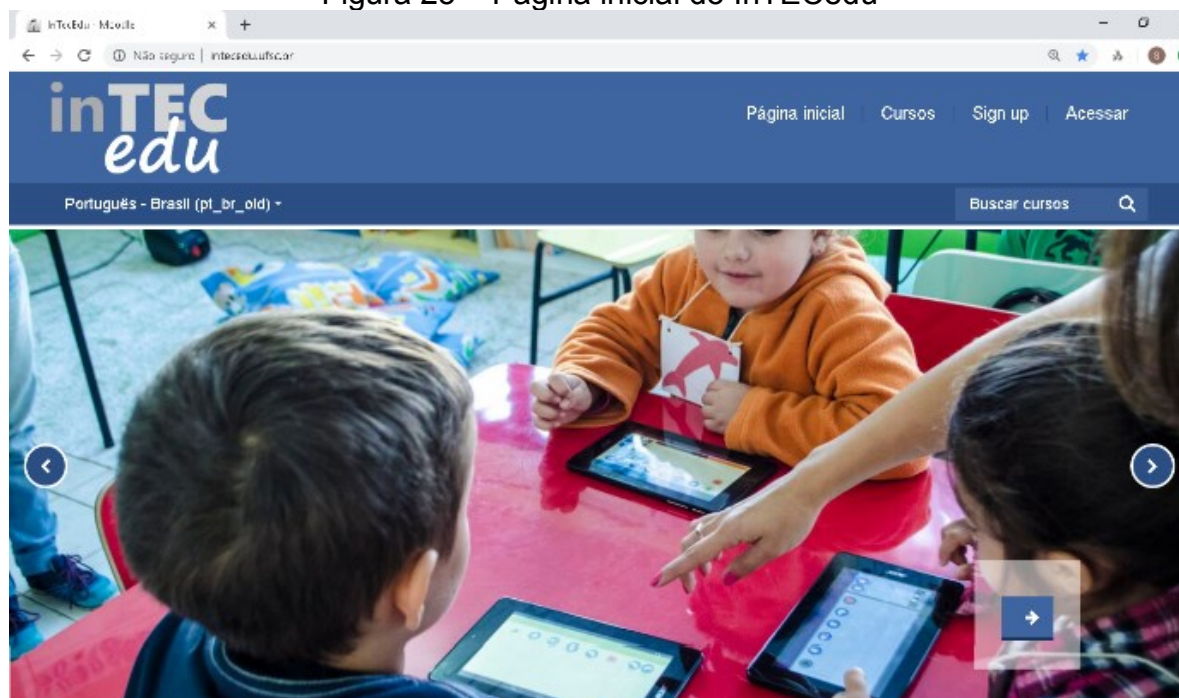 Página inicial do InTECedu
InTecEdu - Moodle
Não seguro | intecedu.ufsc.br
inTEC
edu
Página inicial
Cursos
Sign up
Acessar
Português - Brasil (pt_br_old)
Buscar cursos
acer